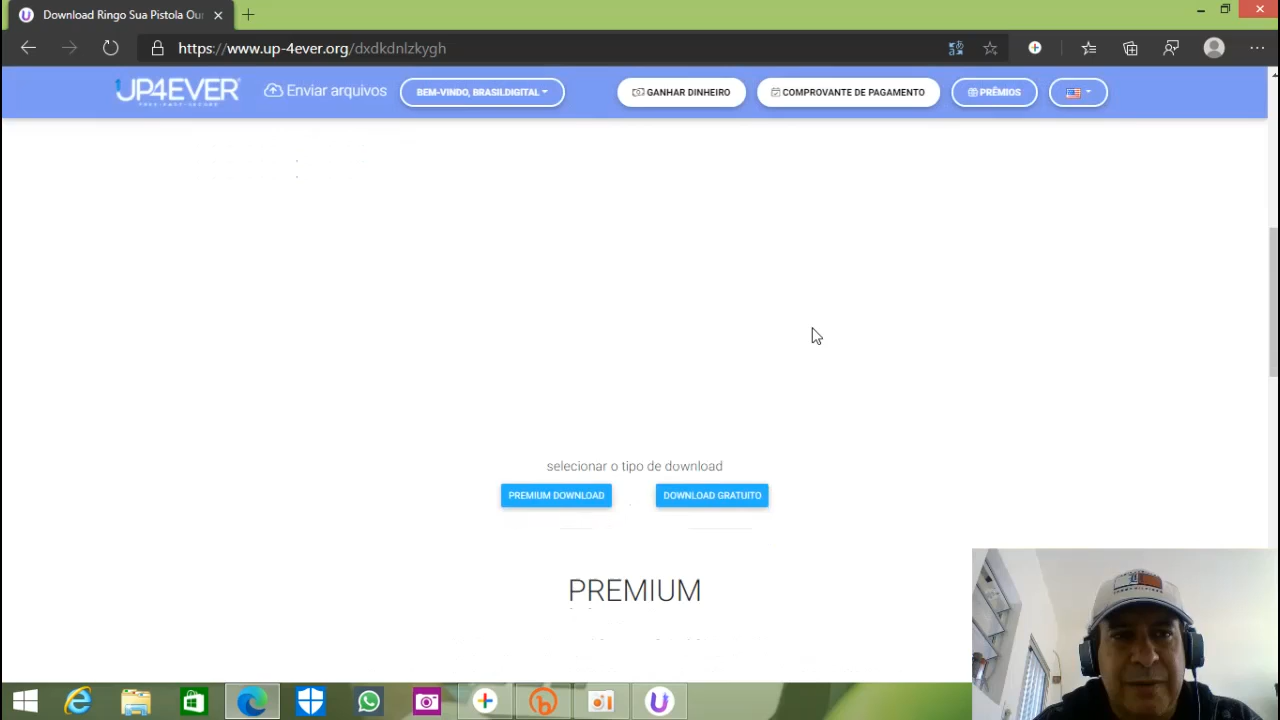 Download Ringo Sua Pistola Our
https://www.up-4ever.org/dxdkdnlzkygh
UP4EVER
Enviar arquivos
BEM-VINDO, BRASILDIGITAL
GANHAR DINHEIRO
COMPROVANTE DE PAGAMENTO
PRÊMIOS
selecionar o tipo de download
PREMIUM DOWNLOAD
DOWNLOAD GRATUITO
PREMIUM